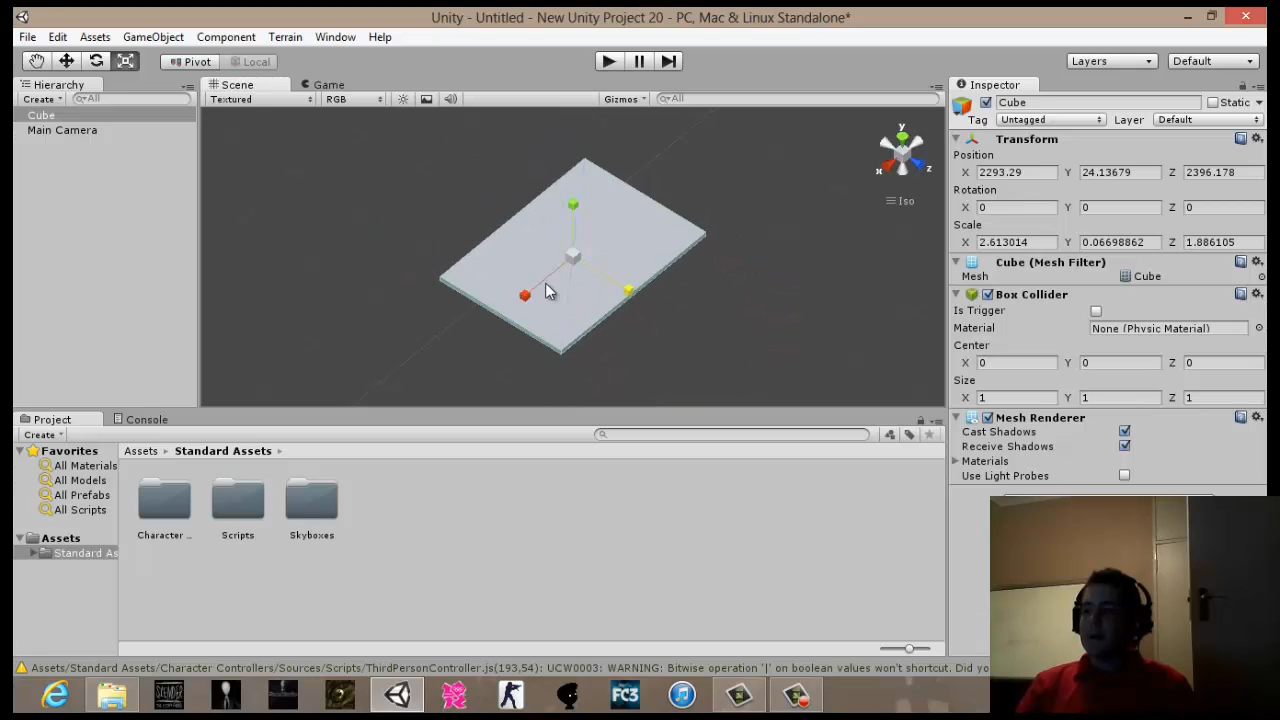 Unity - Untitled - New Unity Project 20 - PC, Mac & Linux Standalone*
File Edit Assets GameObject Component Terrain Window Help
Pivot Local Layers Default
Hierarchy
Create All
Cube
Main Camera
Scene Game
Textured RGB Gizmos All
y
x z
Iso
Inspector
Cube Static
Tag Untagged Layer Default
Transform
Position
X 2293.29 Y 24.13679 Z 2396.178
Rotation
X 0 Y 0 Z 0
Scale
X 2.613014 Y 0.06698862 Z 1.886105
Cube (Mesh Filter)
Mesh Cube
Box Collider
Is Trigger
Material None (Physic Material)
Center
X 0 Y 0 Z 0
Size
X 1 Y 1 Z 1
Mesh Renderer
Cast Shadows
Receive Shadows
Materials
Use Light Probes
Project Console
Create
Favorites
All Materials
All Models
All Prefabs
All Scripts
Assets
Standard As
Assets Standard Assets
Character .. Scripts Skyboxes
Assets/Standard Assets/Character Controllers/Sources/Scripts/ThirdPersonController.js(193,54): UCW0003: WARNING: Bitwise operation '|' on boolean values won't shortcut. Did yo
SLENDER
FC3